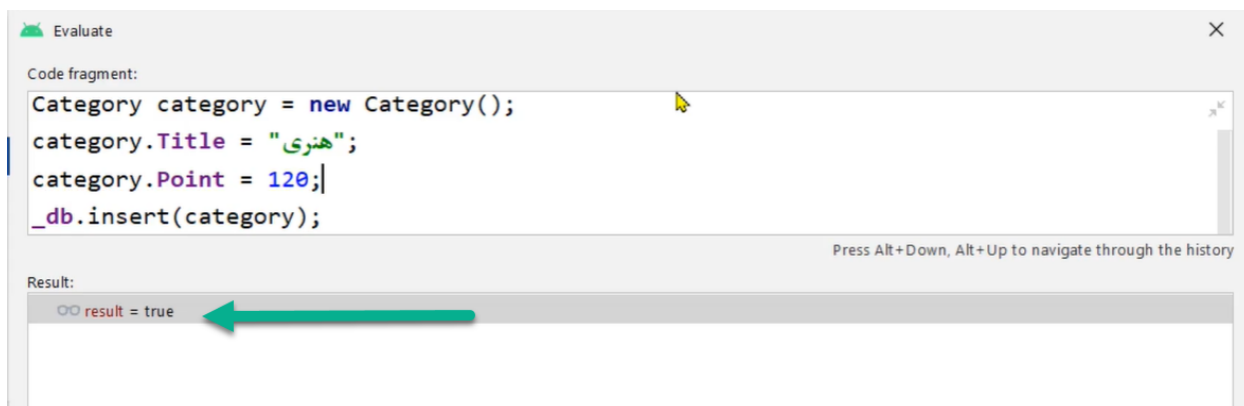 Evaluate
Code fragment:
Category category = new Category();
category.Title = "هنری";
category.Point = 120;
_db.insert(category);
Press Alt+Down, Alt+Up to navigate through the history
Result:
result = true